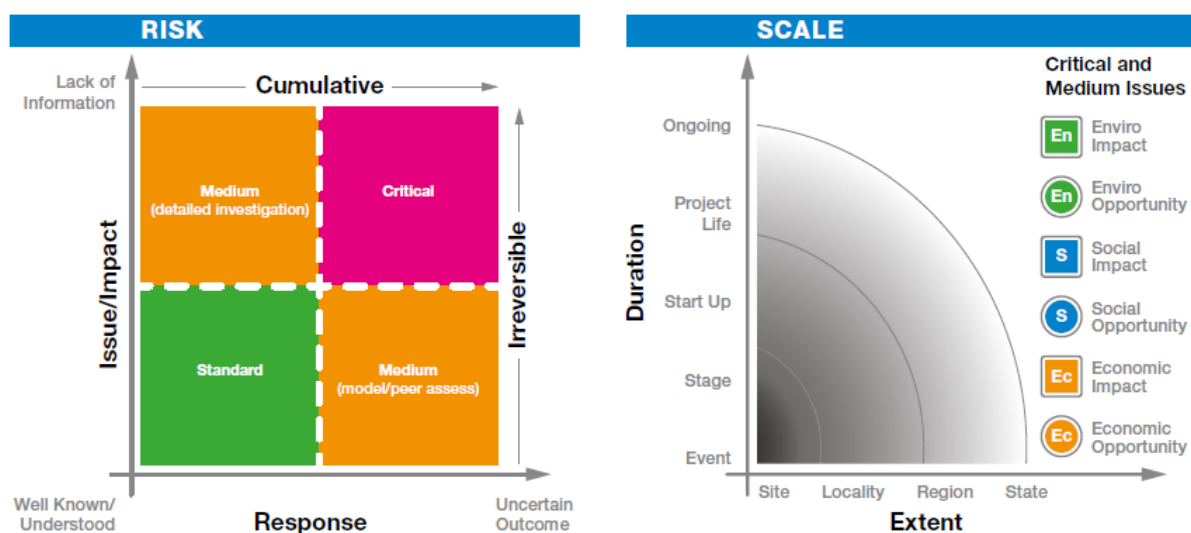 RISK
Lack of
Information
Cumulative
Medium
(detailed investigation)
Critical
Issue/Impact
Irreversible
Standard
Medium
(model/peer assess)
Well Known/
Understood
Response
Uncertain
Outcome
SCALE
Critical and
Medium Issues
Ongoing
Project
Life
Duration
Start Up
Stage
Event
Site
Locality
Region
State
Extent
En
Enviro
Impact
En
Enviro
Opportunity
S
Social
Impact
S
Social
Opportunity
Ec
Economic
Impact
Ec
Economic
Opportunity